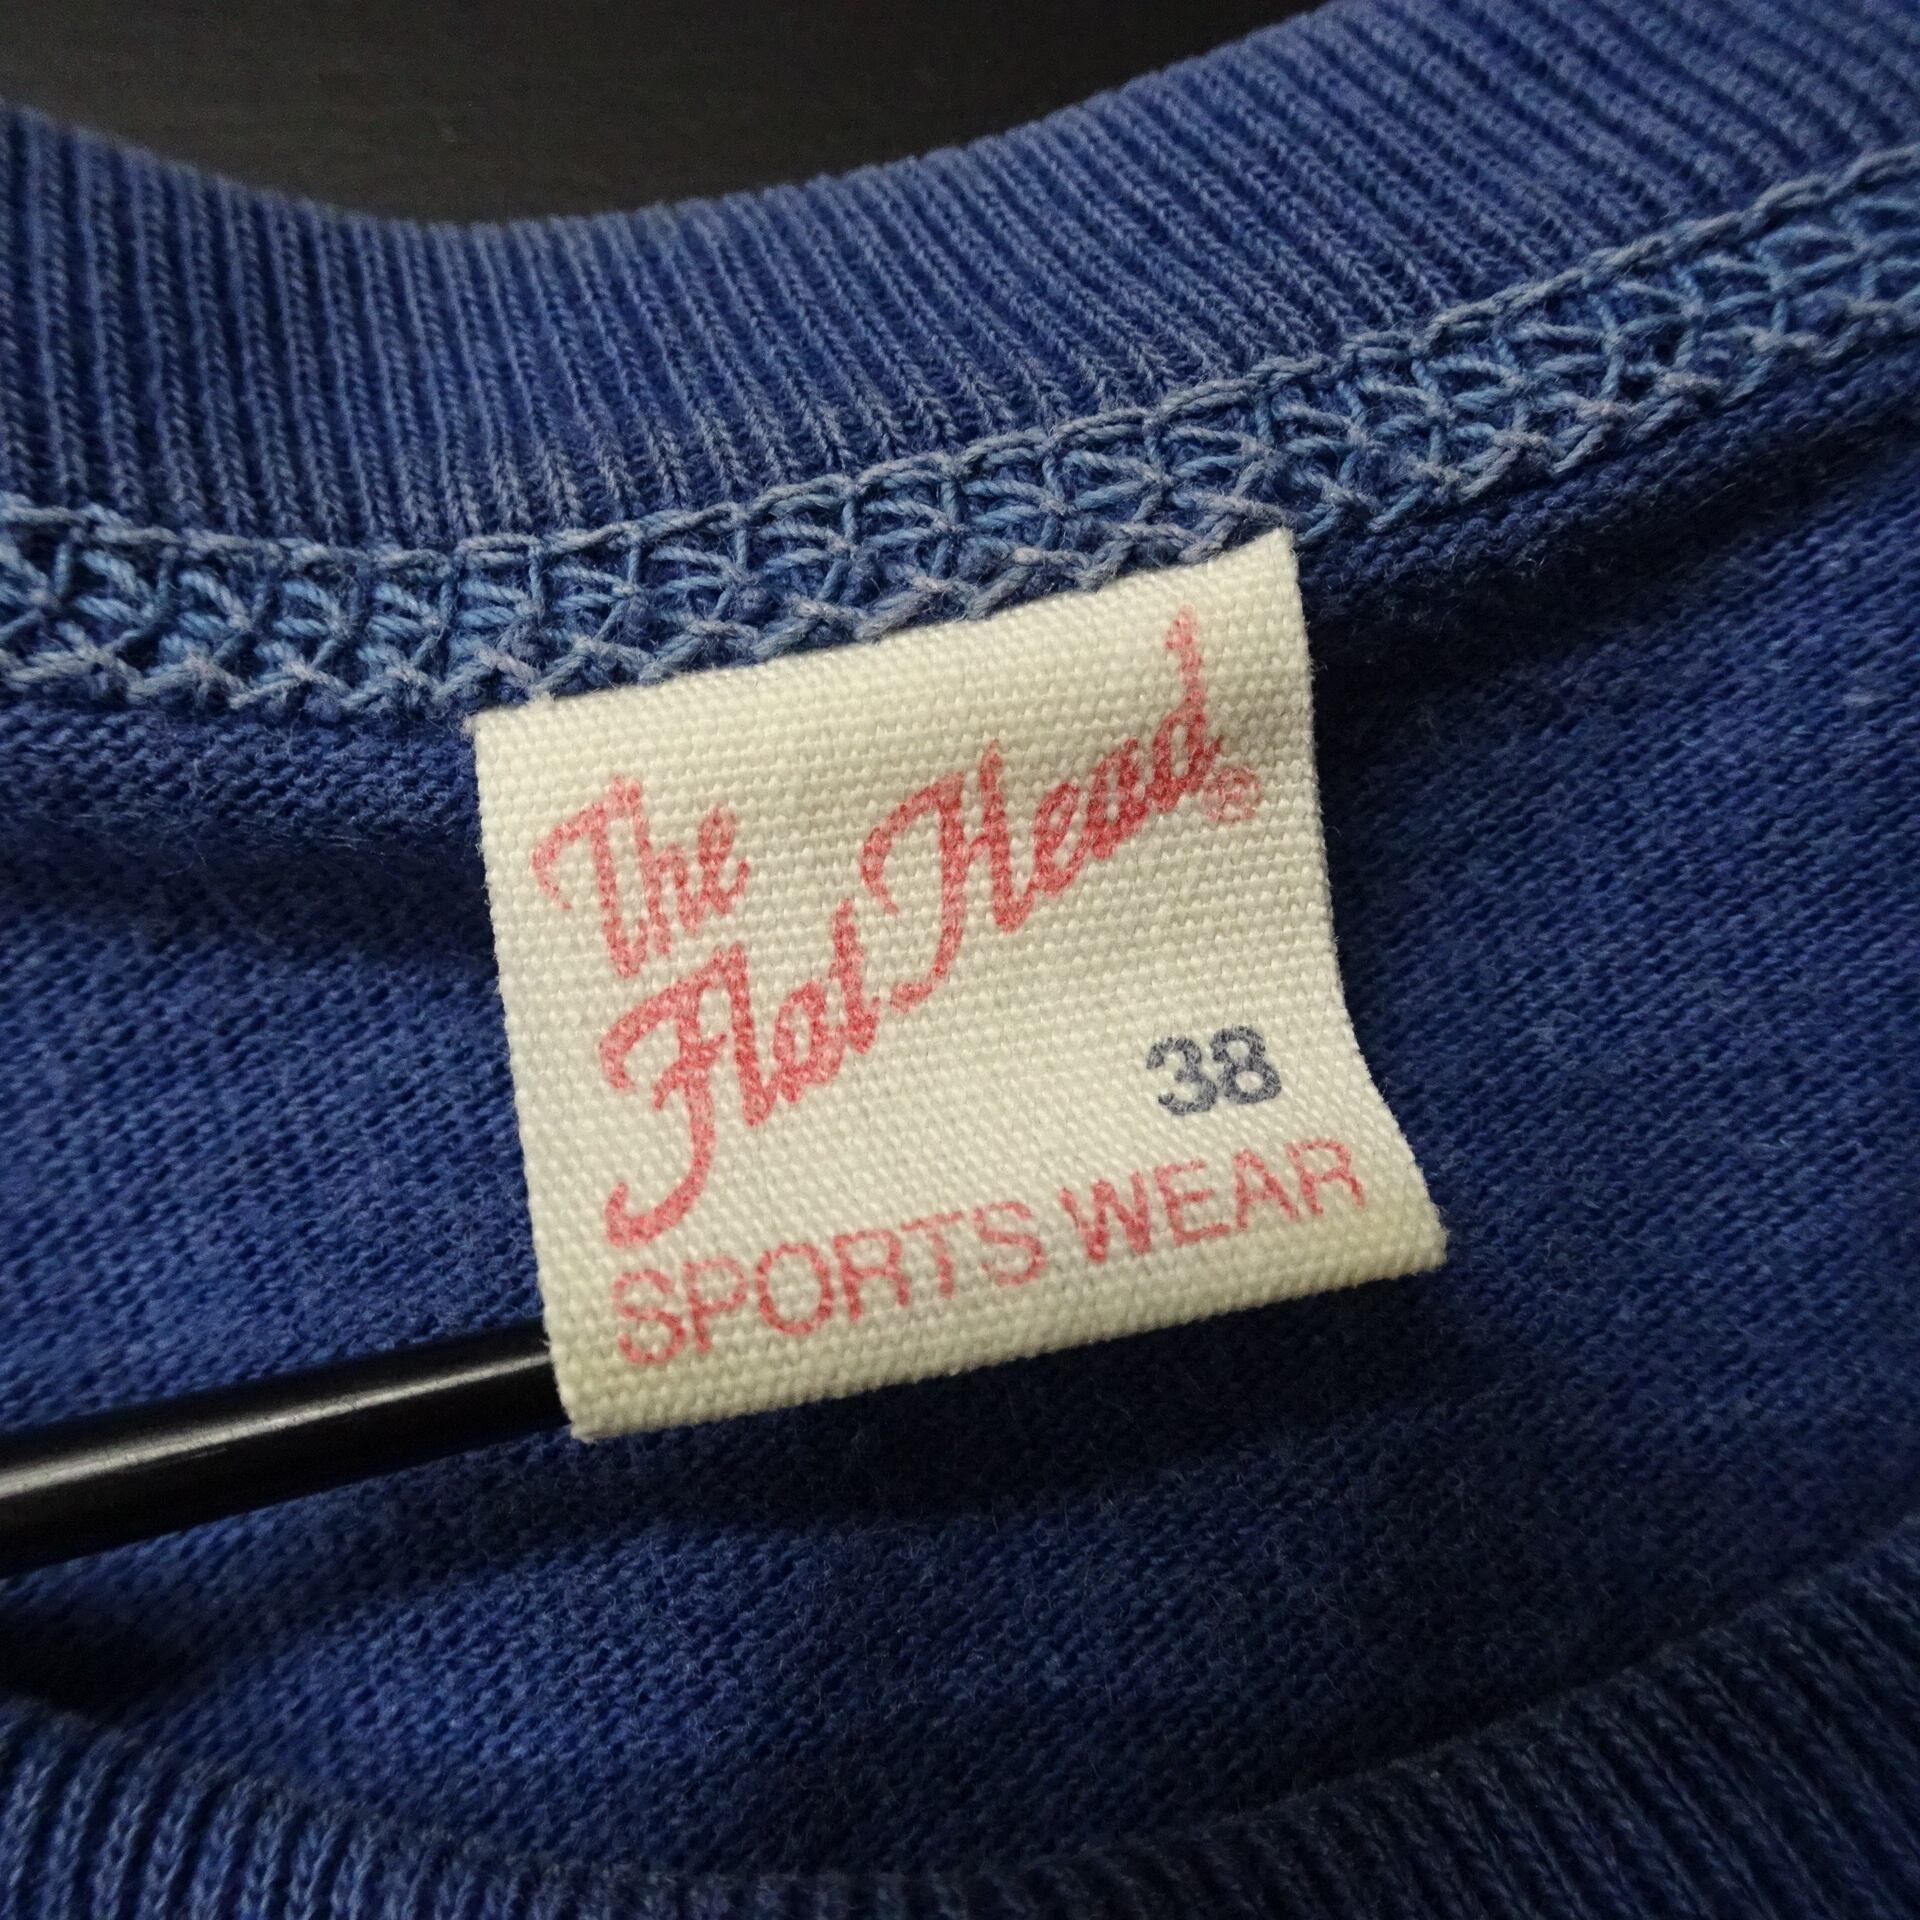 The
Flat Head®
38
SPORTS WEAR